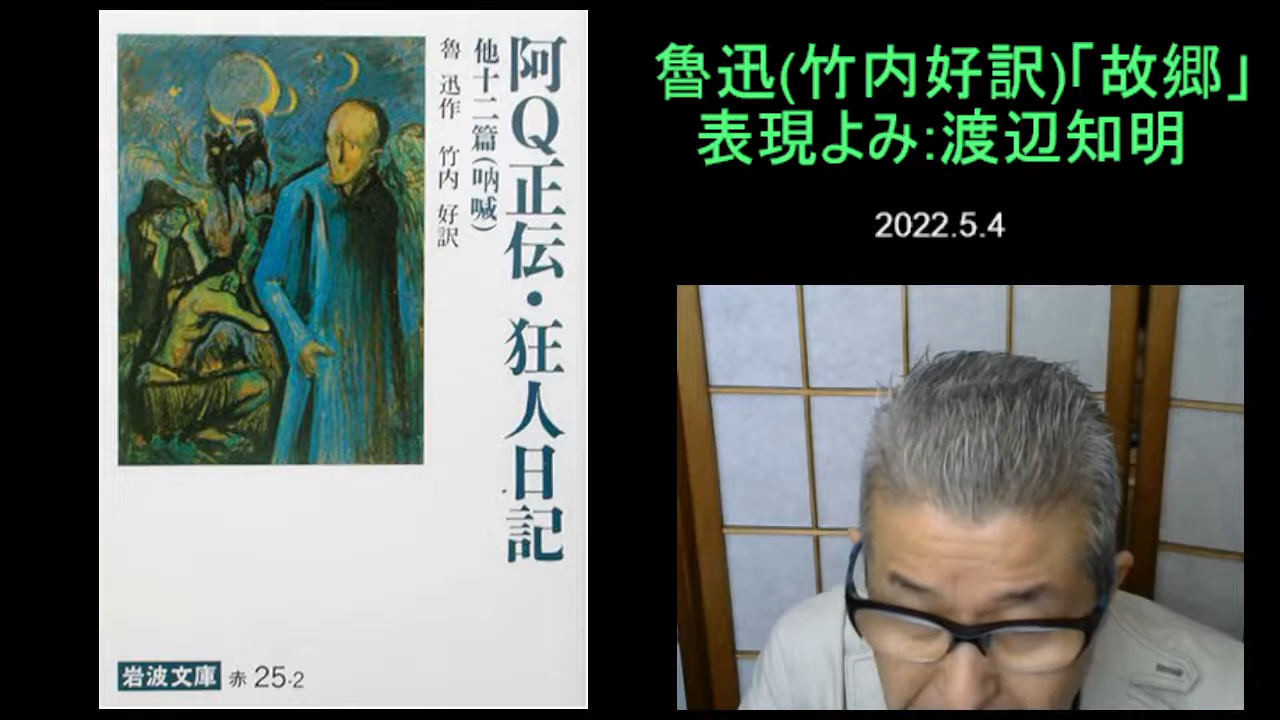 阿Q正伝・狂人日記
他十二篇(吶喊)
魯迅作 竹内好訳
岩波文庫 赤 25-2
魯迅(竹内好訳)「故郷」
表現よみ:渡辺知明
2022.5.4